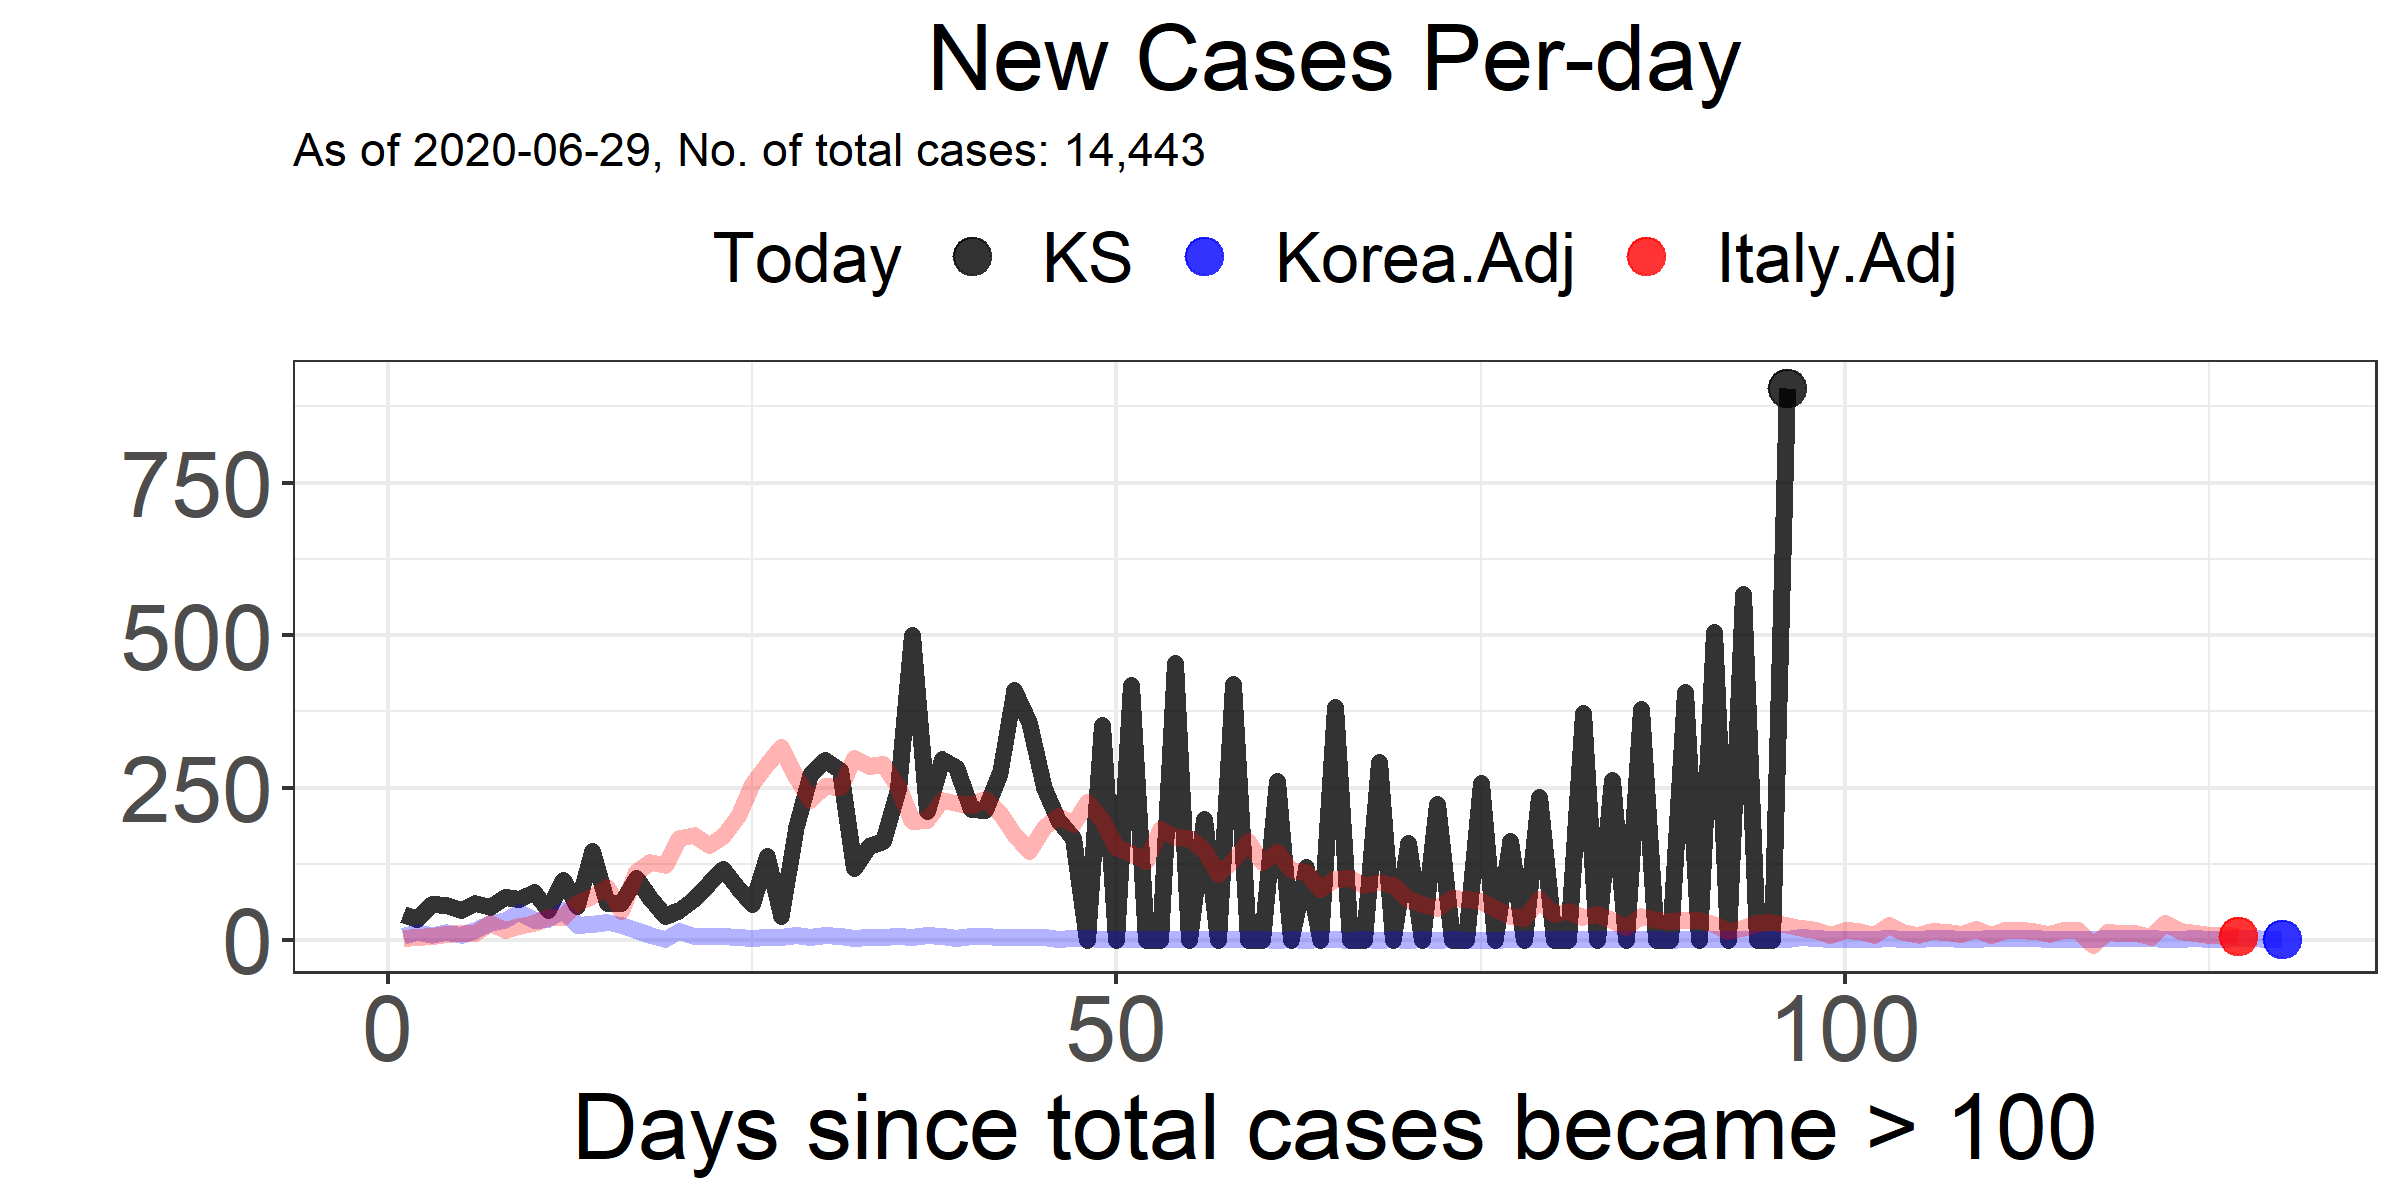 New Cases Per-day
As of 2020-06-29, No. of total cases: 14,443
Today KS Korea.Adj Italy.Adj
750
500
250
0
0 50 100
Days since total cases became > 100